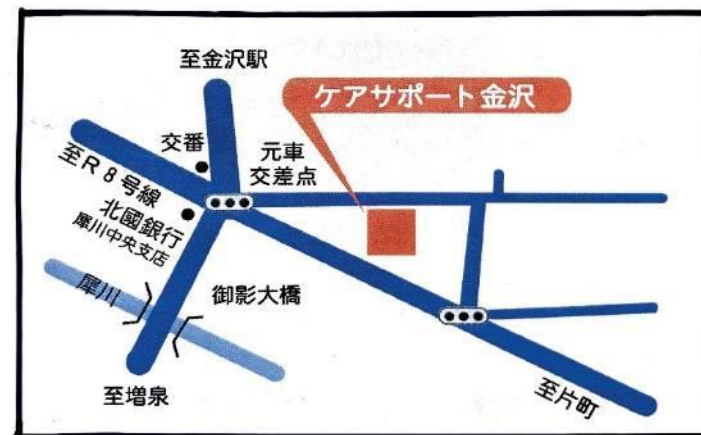 至金沢駅
ケアサポート金沢
交番
元車
交差点
至R8号線
北國銀行
犀川中央支店
犀川
御影大橋
至増泉
至片町